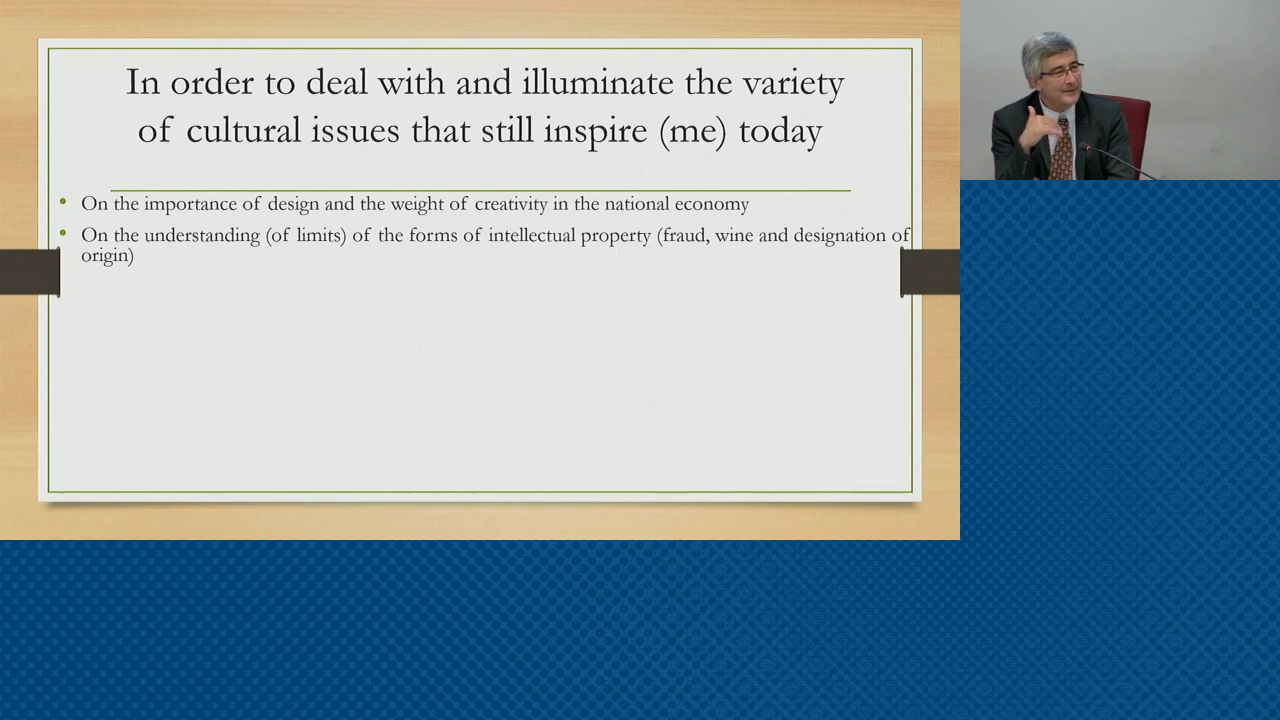 In order to deal with and illuminate the variety
of cultural issues that still inspire (me) today
• On the importance of design and the weight of creativity in the national economy
• On the understanding (of limits) of the forms of intellectual property (fraud, wine and designation of
origin)